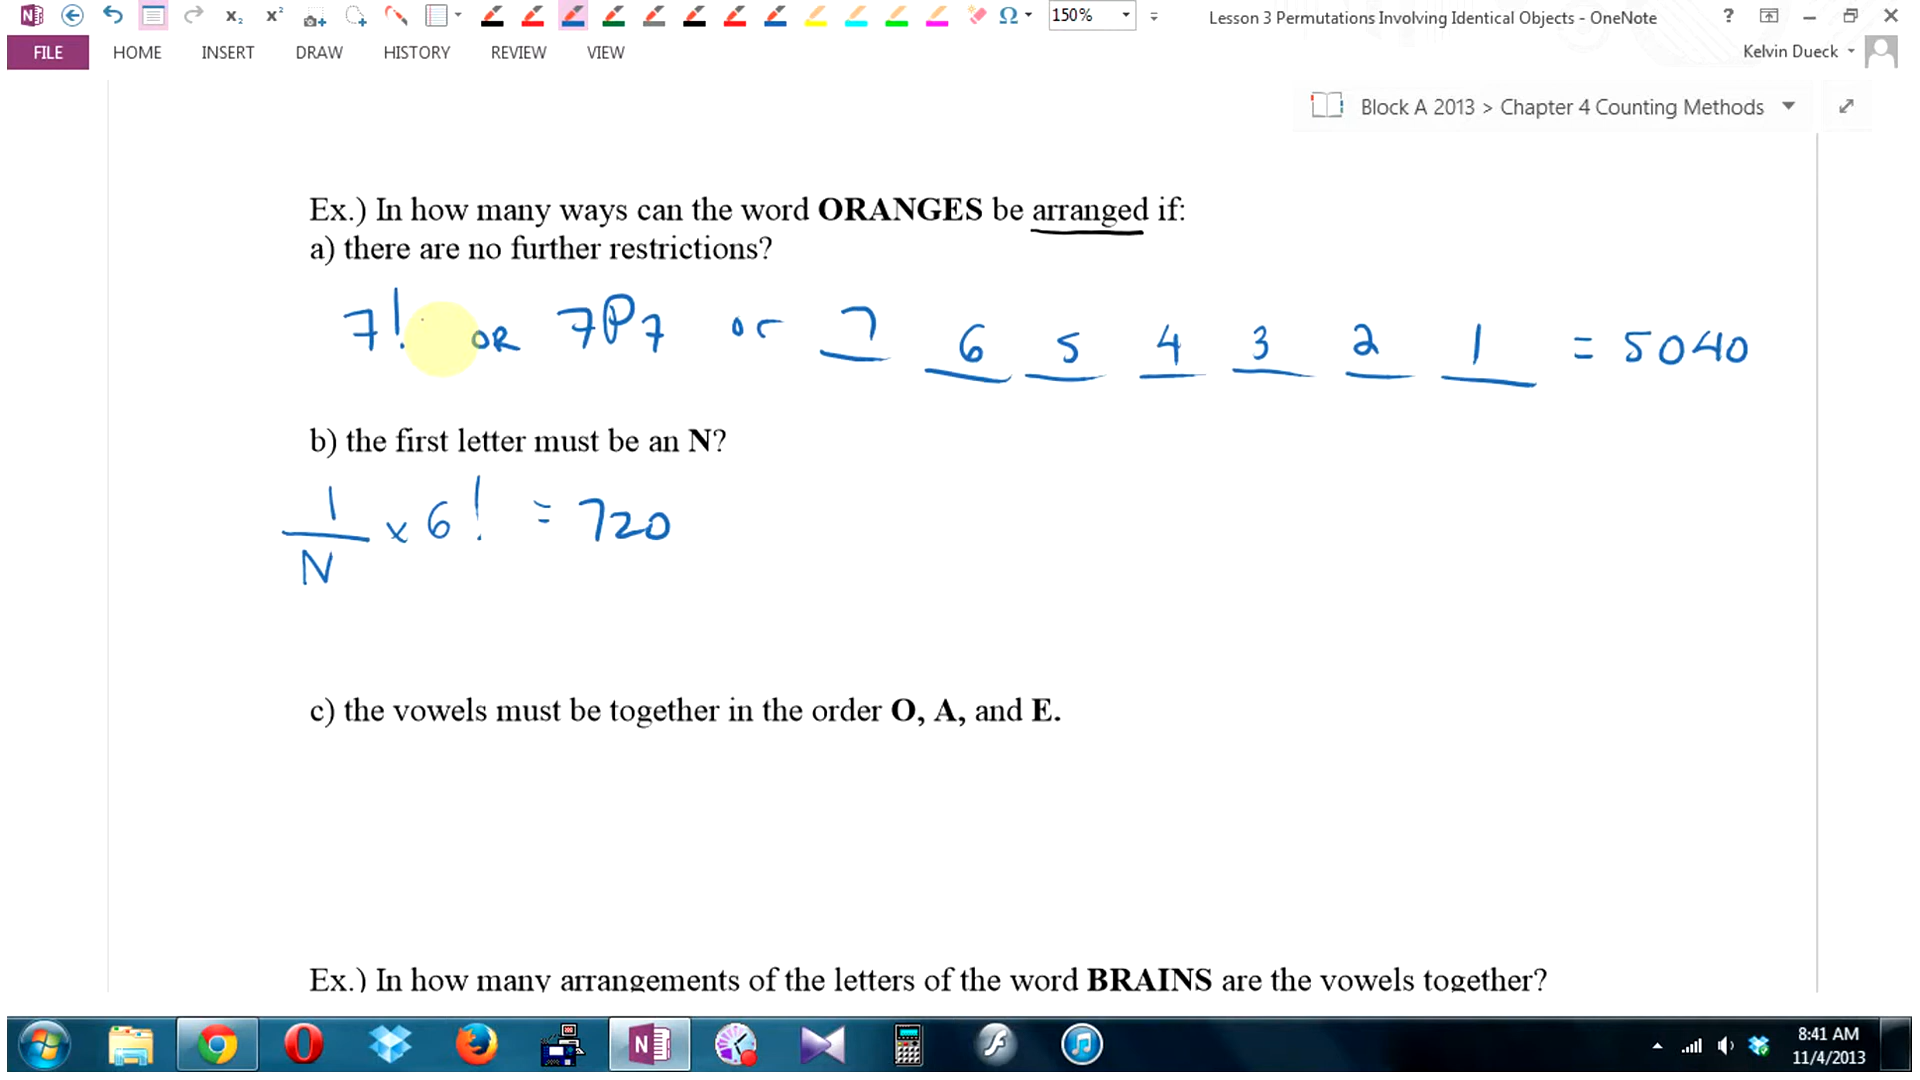 x₂ x² Ω 150% Lesson 3 Permutations Involving Identical Objects - OneNote ?
FILE HOME INSERT DRAW HISTORY REVIEW VIEW Kelvin Dueck
Block A 2013 > Chapter 4 Counting Methods
Ex.) In how many ways can the word ORANGES be arranged if:
a) there are no further restrictions?
7! OR 7P7 or 7 6 5 4 3 2 1 = 5040
b) the first letter must be an N?
1 × 6! = 720
N
c) the vowels must be together in the order O, A, and E.
Ex.) In how many arrangements of the letters of the word BRAINS are the vowels together?
8:41 AM
11/4/2013